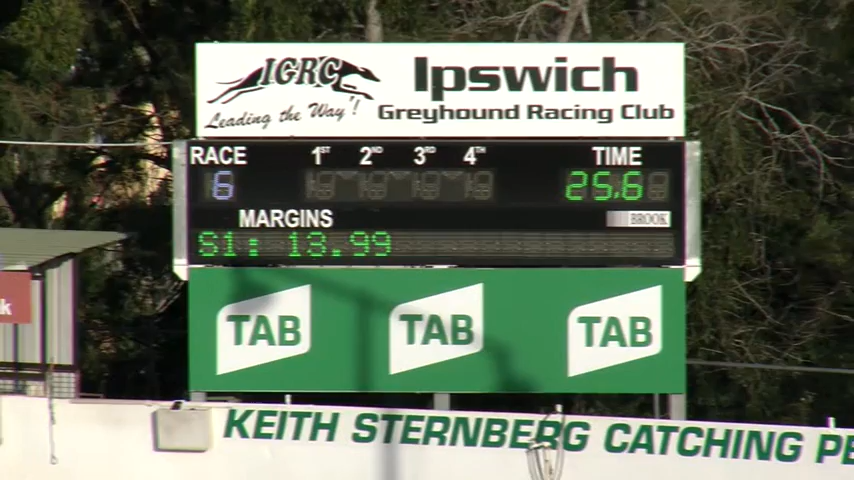 IGRC
Leading the Way'!
Ipswich
Greyhound Racing Club
RACE 1ST 2ND 3RD 4TH TIME
6 25.6
MARGINS BROOK
S1: 13.99
TAB TAB TAB
KEITH STERNBERG CATCHING PE